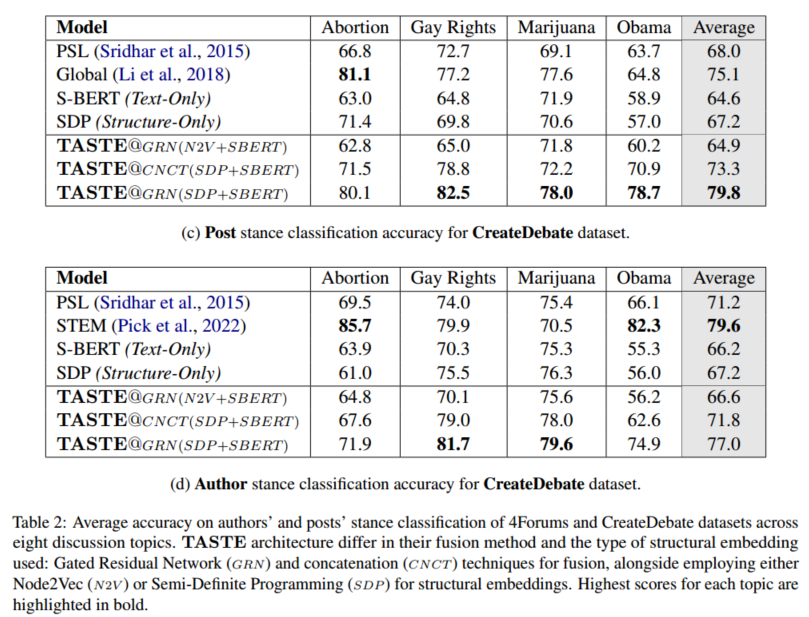 Model Abortion Gay Rights Marijuana Obama Average
PSL (Sridhar et al., 2015) 66.8 72.7 69.1 63.7 68.0
Global (Li et al., 2018) 81.1 77.2 77.6 64.8 75.1
S-BERT (Text-Only) 63.0 64.8 71.9 58.9 64.6
SDP (Structure-Only) 71.4 69.8 70.6 57.0 67.2
TASTE@GRN(N2V+SBERT) 62.8 65.0 71.8 60.2 64.9
TASTE@CNCT(SDP+SBERT) 71.5 78.8 72.2 70.9 73.3
TASTE@GRN(SDP+SBERT) 80.1 82.5 78.0 78.7 79.8
(c) Post stance classification accuracy for CreateDebate dataset.
Model Abortion Gay Rights Marijuana Obama Average
PSL (Sridhar et al., 2015) 69.5 74.0 75.4 66.1 71.2
STEM (Pick et al., 2022) 85.7 79.9 70.5 82.3 79.6
S-BERT (Text-Only) 63.9 70.3 75.3 55.3 66.2
SDP (Structure-Only) 61.0 75.5 76.3 56.0 67.2
TASTE@GRN(N2V+SBERT) 64.8 70.1 75.6 56.2 66.6
TASTE@CNCT(SDP+SBERT) 67.6 79.0 78.0 62.6 71.8
TASTE@GRN(SDP+SBERT) 71.9 81.7 79.6 74.9 77.0
(d) Author stance classification accuracy for CreateDebate dataset.
Table 2: Average accuracy on authors' and posts' stance classification of 4Forums and CreateDebate datasets across
eight discussion topics. TASTE architecture differ in their fusion method and the type of structural embedding
used: Gated Residual Network (GRN) and concatenation (CNCT) techniques for fusion, alongside employing either
Node2Vec (N2V) or Semi-Definite Programming (SDP) for structural embeddings. Highest scores for each topic are
highlighted in bold.